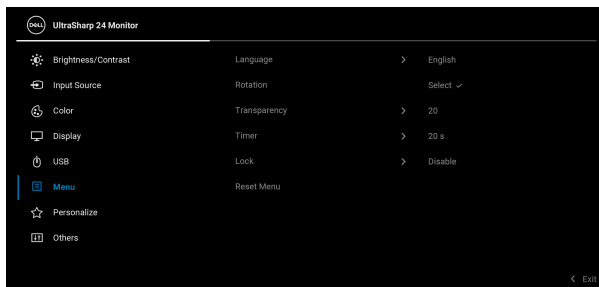 DELL UltraSharp 24 Monitor
Brightness/Contrast Language > English
Input Source Rotation Select ✓
Color Transparency > 20
Display Timer > 20 s
USB Lock > Disable
Menu Reset Menu
Personalize
Others
< Exit